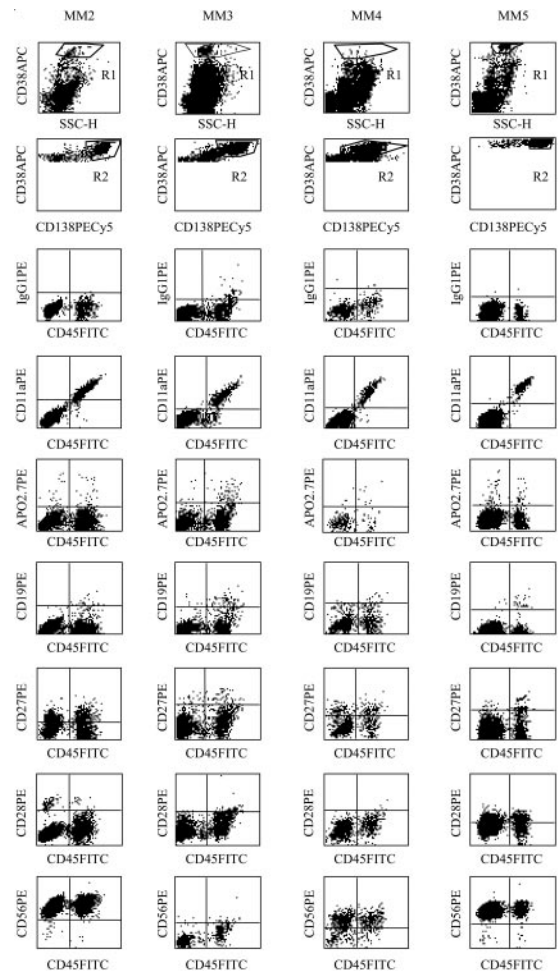 MM2 MM3 MM4 MM5
CD38APC CD38APC CD38APC CD38APC
R1 R1 R1 R1
SSC-H SSC-H SSC-H SSC-H
CD38APC CD38APC CD38APC CD38APC
R2 R2 R2 R2
CD138PECy5 CD138PECy5 CD138PECy5 CD138PECy5
IgG1PE IgG1PE IgG1PE IgG1PE
CD45FITC CD45FITC CD45FITC CD45FITC
CD11aPE CD11aPE CD11aPE CD11aPE
CD45FITC CD45FITC CD45FITC CD45FITC
APO2.7PE APO2.7PE APO2.7PE APO2.7PE
CD45FITC CD45FITC CD45FITC CD45FITC
CD19PE CD19PE CD19PE CD19PE
CD45FITC CD45FITC CD45FITC CD45FITC
CD27PE CD27PE CD27PE CD27PE
CD45FITC CD45FITC CD45FITC CD45FITC
CD28PE CD28PE CD28PE CD28PE
CD45FITC CD45FITC CD45FITC CD45FITC
CD56PE CD56PE CD56PE CD56PE
CD45FITC CD45FITC CD45FITC CD45FITC